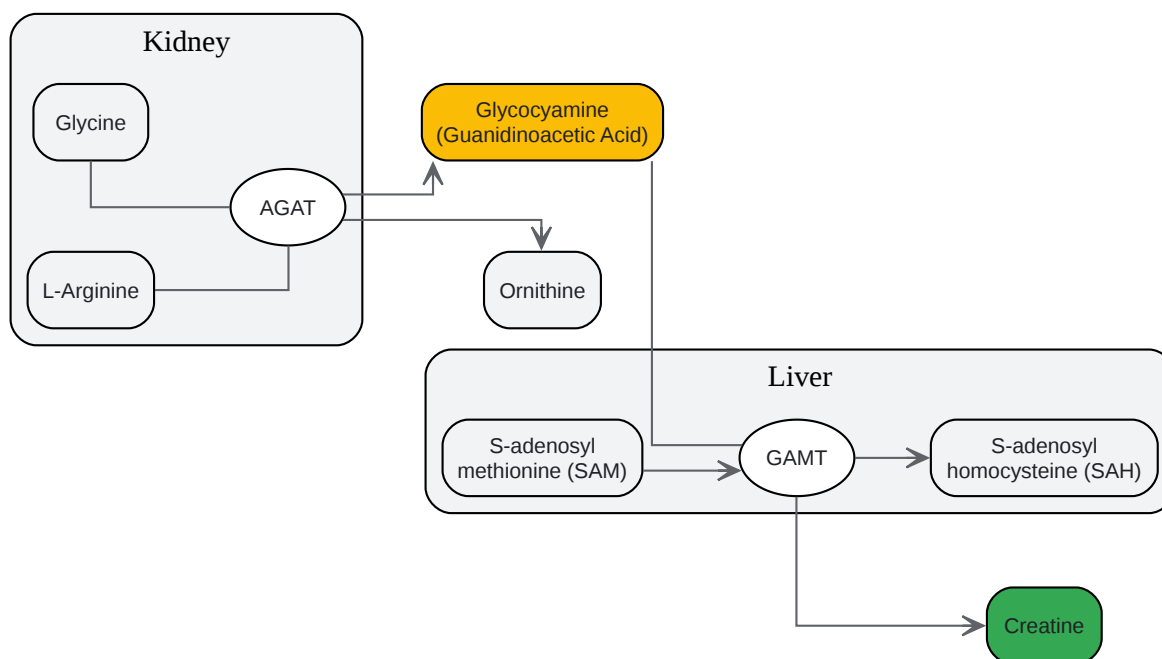 Kidney
Glycine
Glycocyamine
(Guanidinoacetic Acid)
AGAT
L-Arginine
Ornithine
Liver
S-adenosyl
methionine (SAM)
GAMT
S-adenosyl
homocysteine (SAH)
Creatine